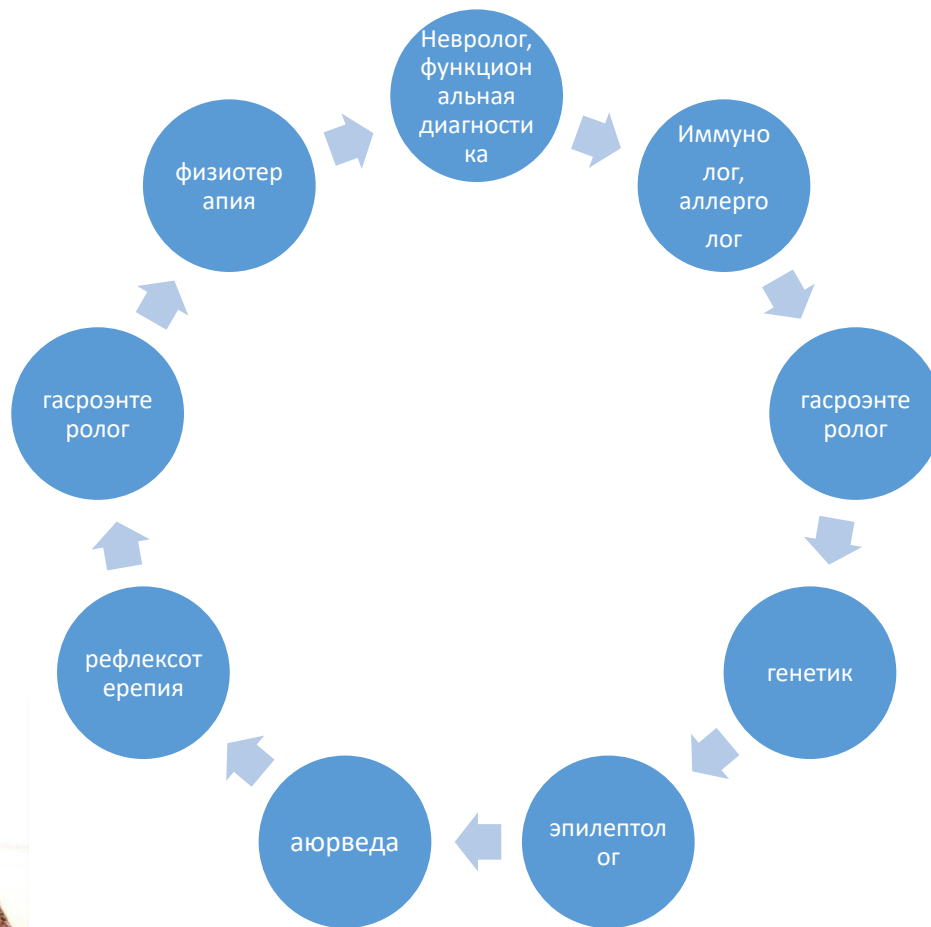 Невролог,
функцион
альная
диагности
ка
Иммуно
лог,
аллерго
лог
гасроэнте
ролог
генетик
эпилептол
ог
аюрведа
рефлексот
ерепия
гасроэнте
ролог
физиотер
апия